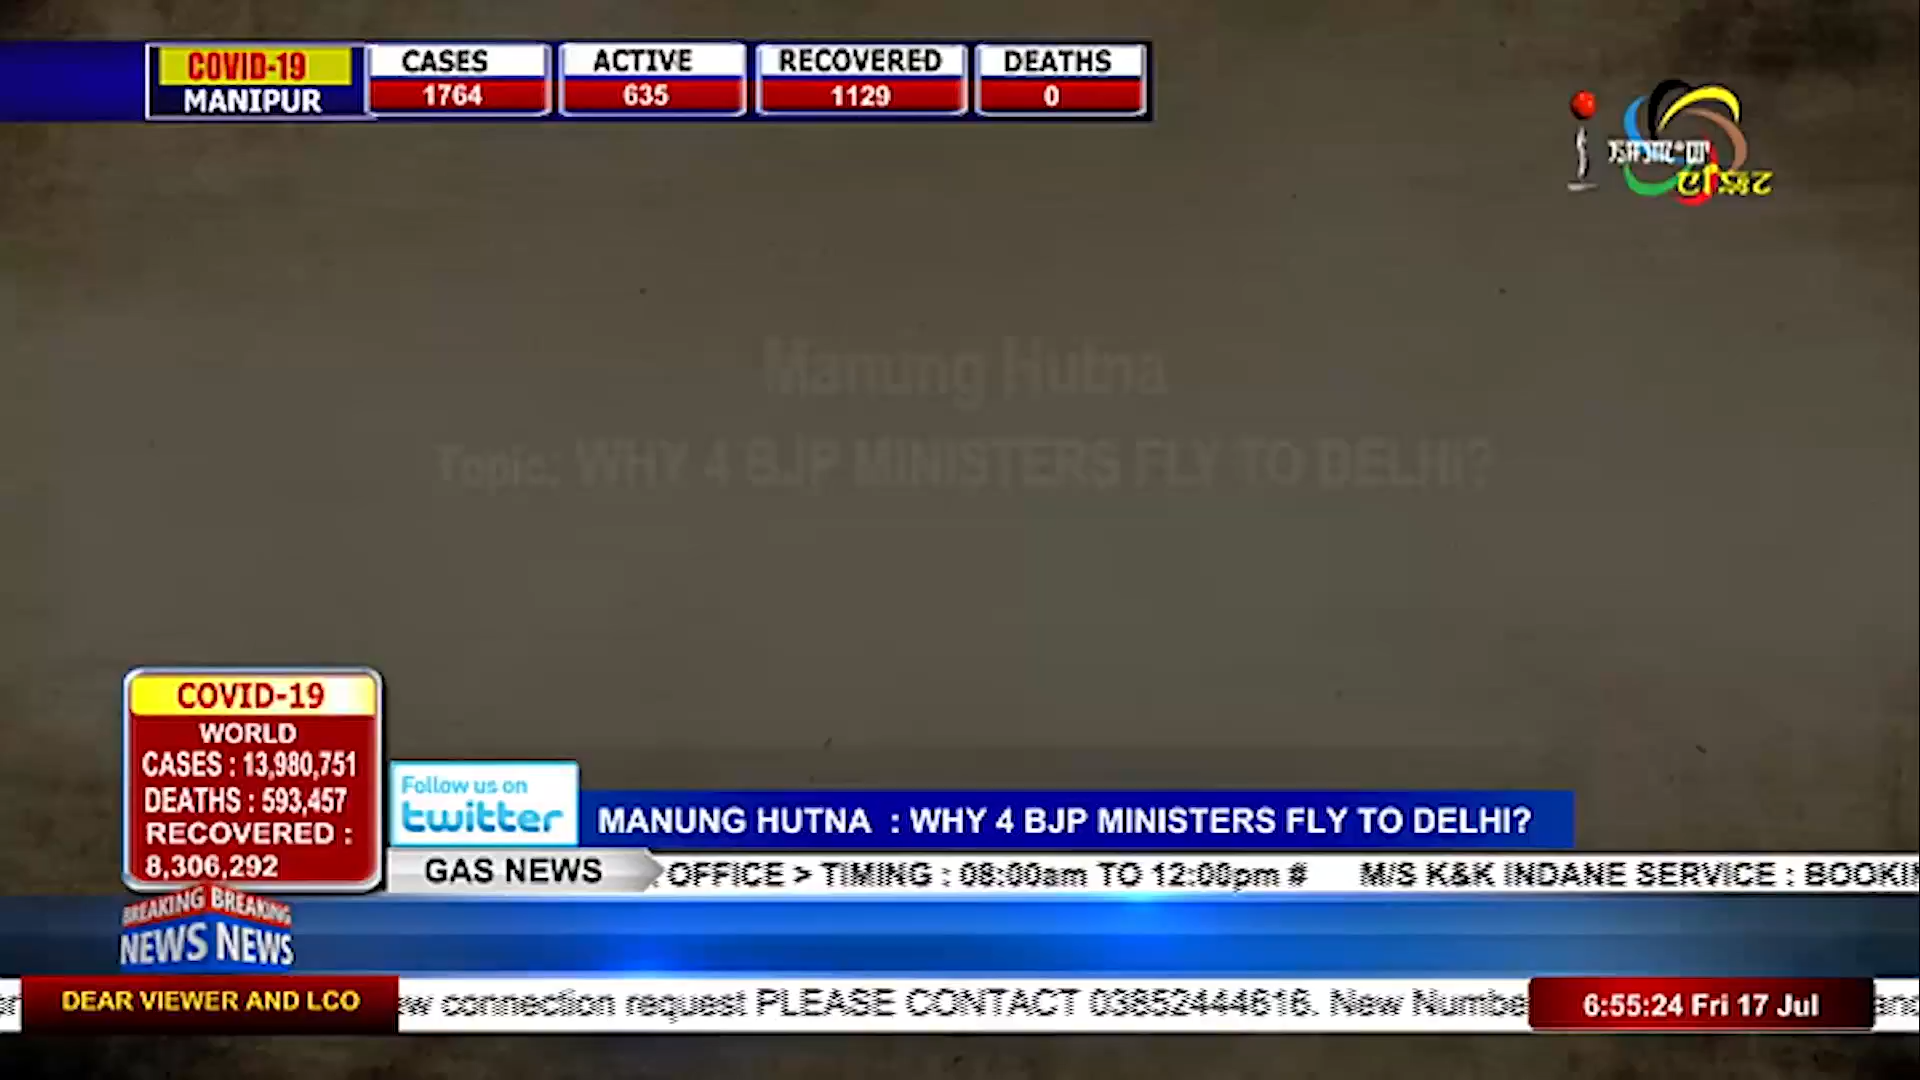 COVID-19
MANIPUR
CASES
1764
ACTIVE
635
RECOVERED
1129
DEATHS
0
Manung Hutna
Topic: WHY 4 BJP MINISTERS FLY TO DELHI?
COVID-19
WORLD
CASES : 13,980,751
DEATHS : 593,457
RECOVERED :
8,306,292
Follow us on
twitter
MANUNG HUTNA : WHY 4 BJP MINISTERS FLY TO DELHI?
GAS NEWS
OFFICE > TIMING : 08:00am TO 12:00pm # M/S K&K INDANE SERVICE : BOOKIN
BREAKING BREAKING
NEWS NEWS
DEAR VIEWER AND LCO
ew connection request PLEASE CONTACT 03852444616. New Numbe
6:55:24 Fri 17 Jul